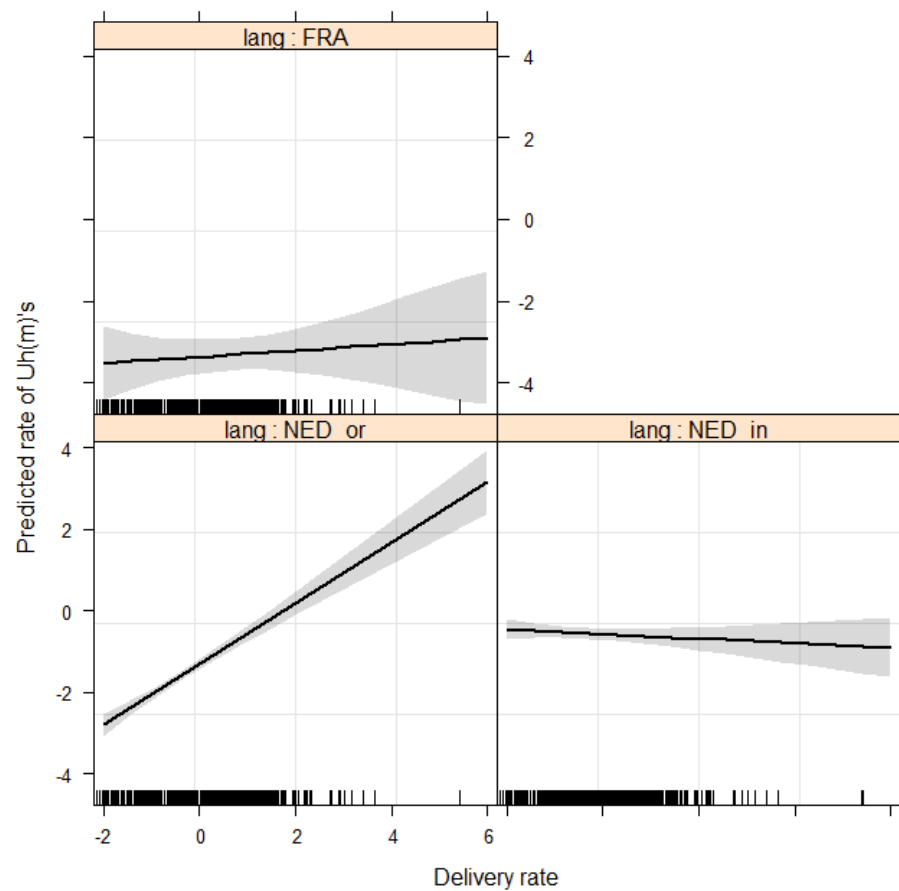 lang : FRA
4
2
0
-2
-4
Predicted rate of Uh(m)'s
lang : NED_or
lang : NED_in
4
2
0
-2
-4
-2 0 2 4 6
Delivery rate